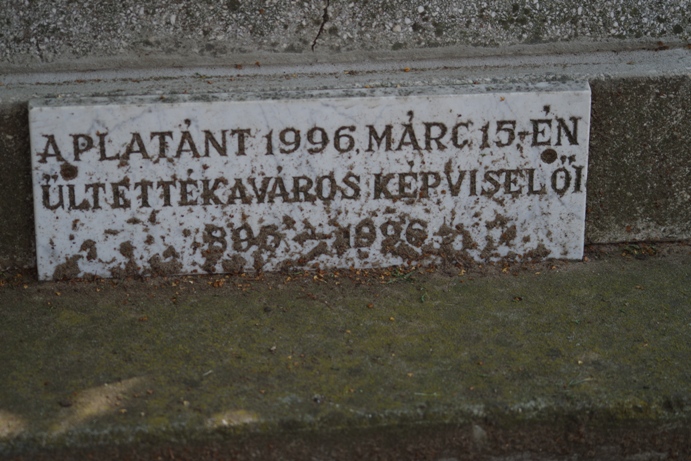 A PLATÁNT 1996. MÁRC. 15-ÉN
ÜLTETTÉK A VÁROS KÉPVISELŐI
896 - 1996